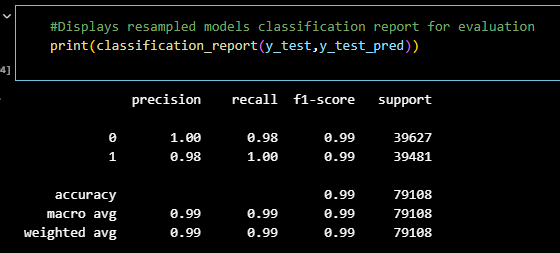 #Displays resampled models classification report for evaluation
print(classification_report(y_test,y_test_pred))
4]
precision recall f1-score support
0 1.00 0.98 0.99 39627
1 0.98 1.00 0.99 39481
accuracy 0.99 79108
macro avg 0.99 0.99 0.99 79108
weighted avg 0.99 0.99 0.99 79108